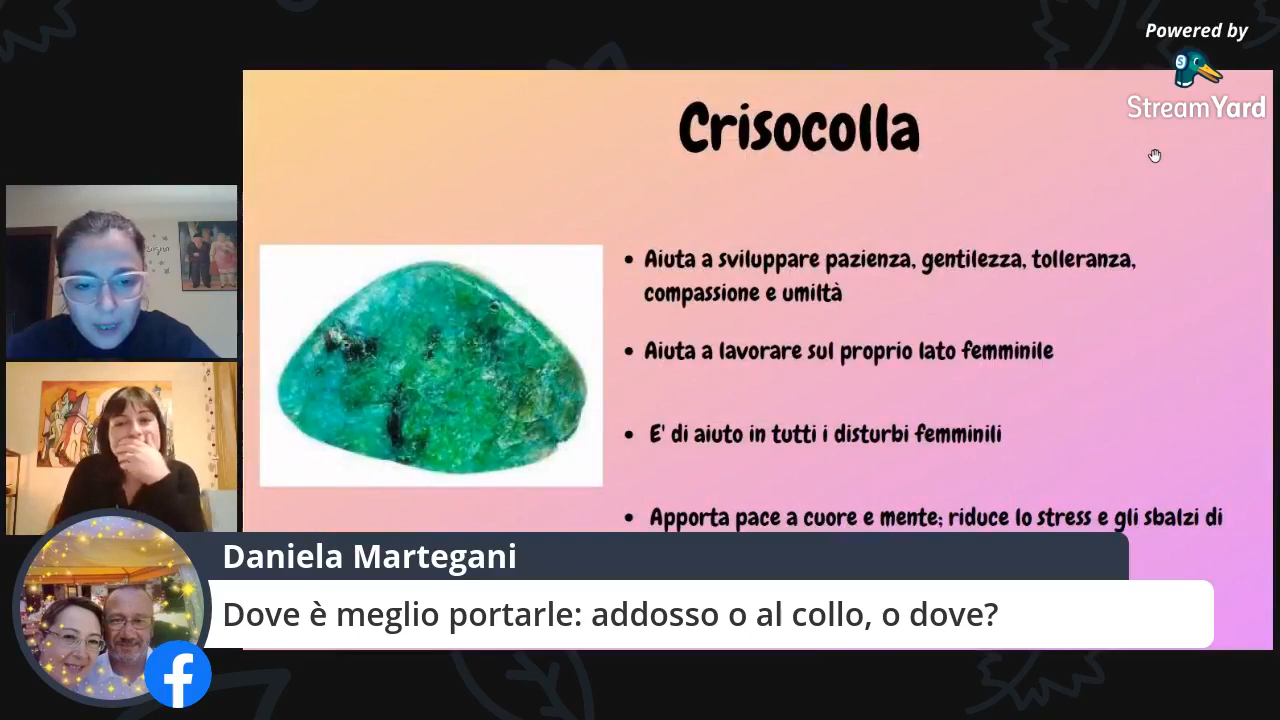 Powered by
StreamYard
Crisocolla
• Aiuta a sviluppare pazienza, gentilezza, tolleranza,
compassione e umiltà
• Aiuta a lavorare sul proprio lato femminile
• E' di aiuto in tutti i disturbi femminili
• Apporta pace a cuore e mente; riduce lo stress e gli sbalzi di
Daniela Martegani
Dove è meglio portarle: addosso o al collo, o dove?